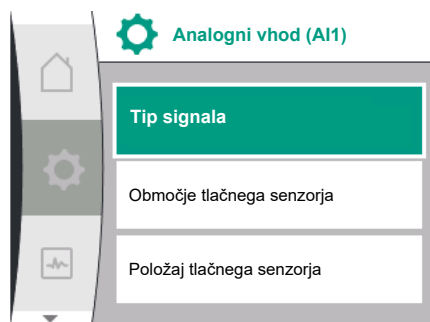 Analogni vhod (AI1)
Tip signala
Območje tlačnega senzorja
Položaj tlačnega senzorja